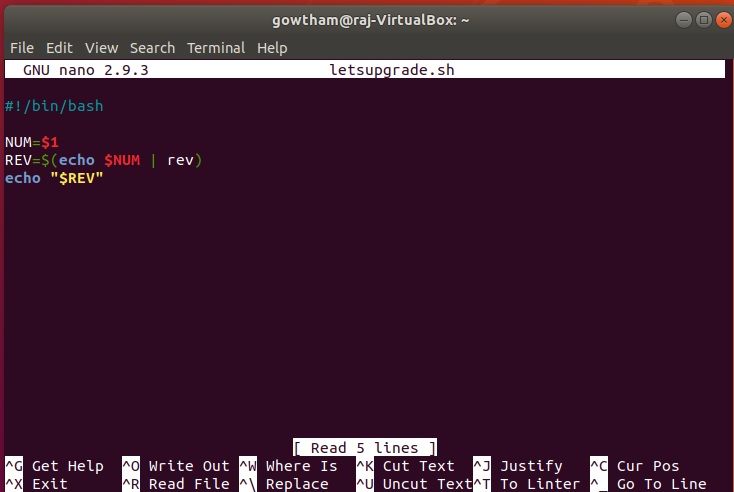 gowtham@raj-VirtualBox: ~
File Edit View Search Terminal Help
GNU nano 2.9.3 letsupgrade.sh
#!/bin/bash
NUM=$1
REV=$(echo $NUM | rev)
echo "$REV"
[ Read 5 lines ]
^G Get Help ^O Write Out ^W Where Is ^K Cut Text ^J Justify ^C Cur Pos
^X Exit ^R Read File ^\ Replace ^U Uncut Text^T To Linter ^_ Go To Line